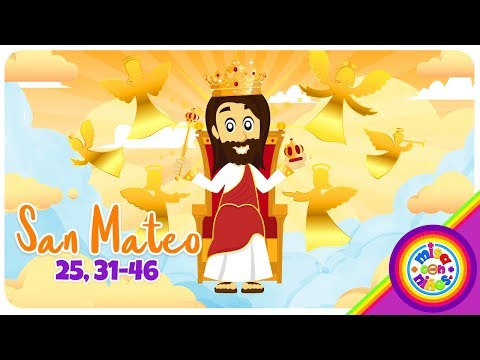 San Mateo
25, 31-46
misa
con
niños